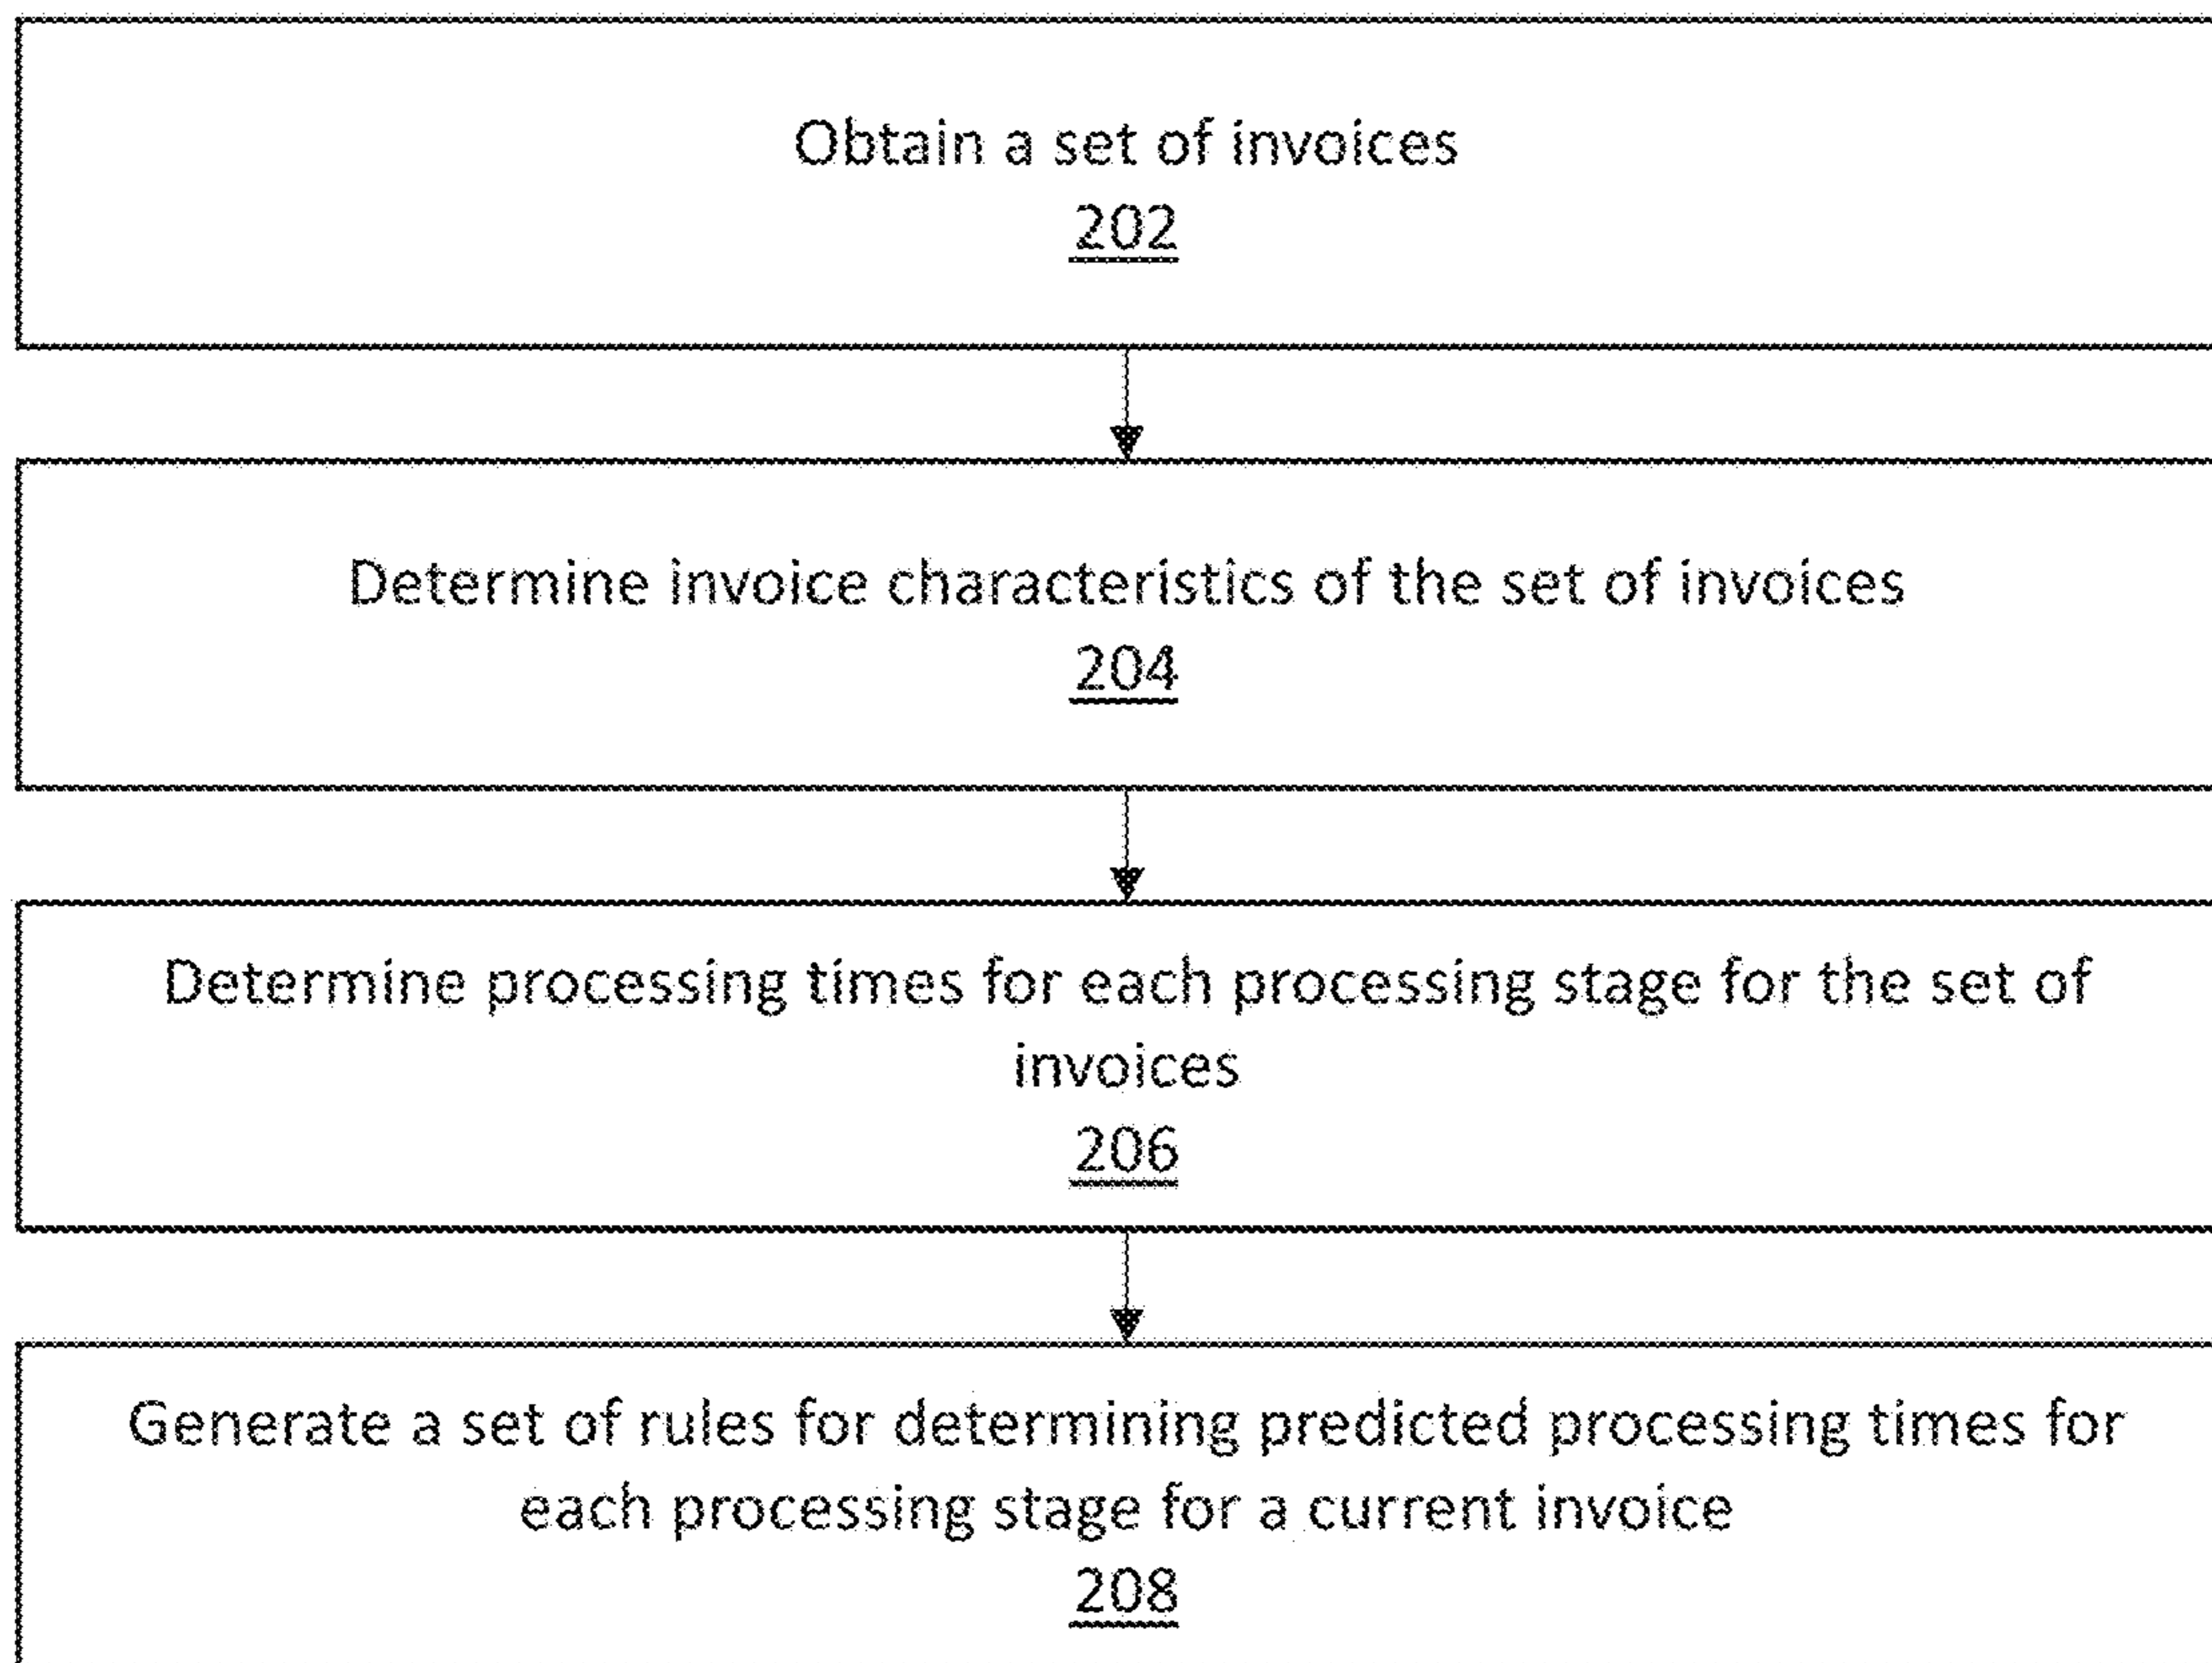 Obtain a set of invoices
202
Determine invoice characteristics of the set of invoices
204
Determine processing times for each processing stage for the set of
invoices
206
Generate a set of rules for determining predicted processing times for
each processing stage for a current invoice
208